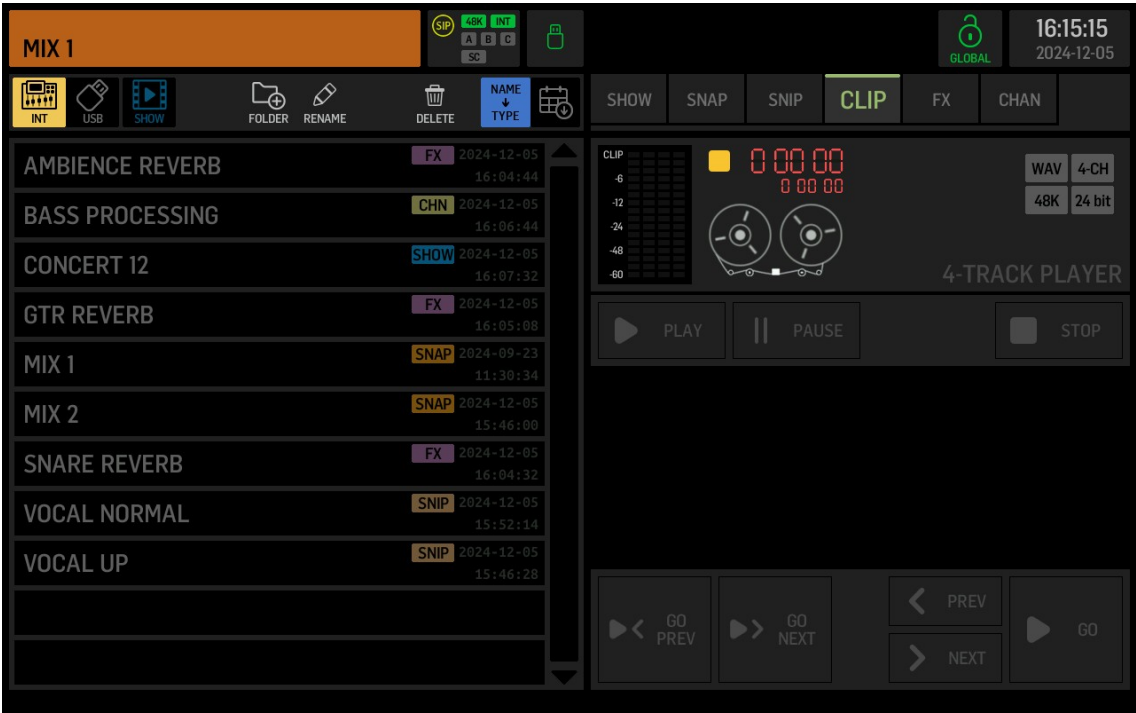 MIX 1
SIP 48K INT
A B C
SC
GLOBAL
16:15:15
2024-12-05
INT USB SHOW FOLDER RENAME DELETE NAME TYPE
SHOW SNAP SNIP CLIP FX CHAN
AMBIENCE REVERB FX 2024-12-05
16:04:44
BASS PROCESSING CHN 2024-12-05
16:06:44
CONCERT 12 SHOW 2024-12-05
16:07:32
GTR REVERB FX 2024-12-05
16:05:08
MIX 1 SNAP 2024-09-23
11:30:34
MIX 2 SNAP 2024-12-05
15:46:00
SNARE REVERB FX 2024-12-05
16:04:32
VOCAL NORMAL SNIP 2024-12-05
15:52:14
VOCAL UP SNIP 2024-12-05
15:46:28
CLIP
-6
-12
-24
-48
-60
0 00 00
0 00 00
WAV 4-CH
48K 24 bit
4-TRACK PLAYER
PLAY PAUSE STOP
GO PREV
GO NEXT
PREV
NEXT
GO